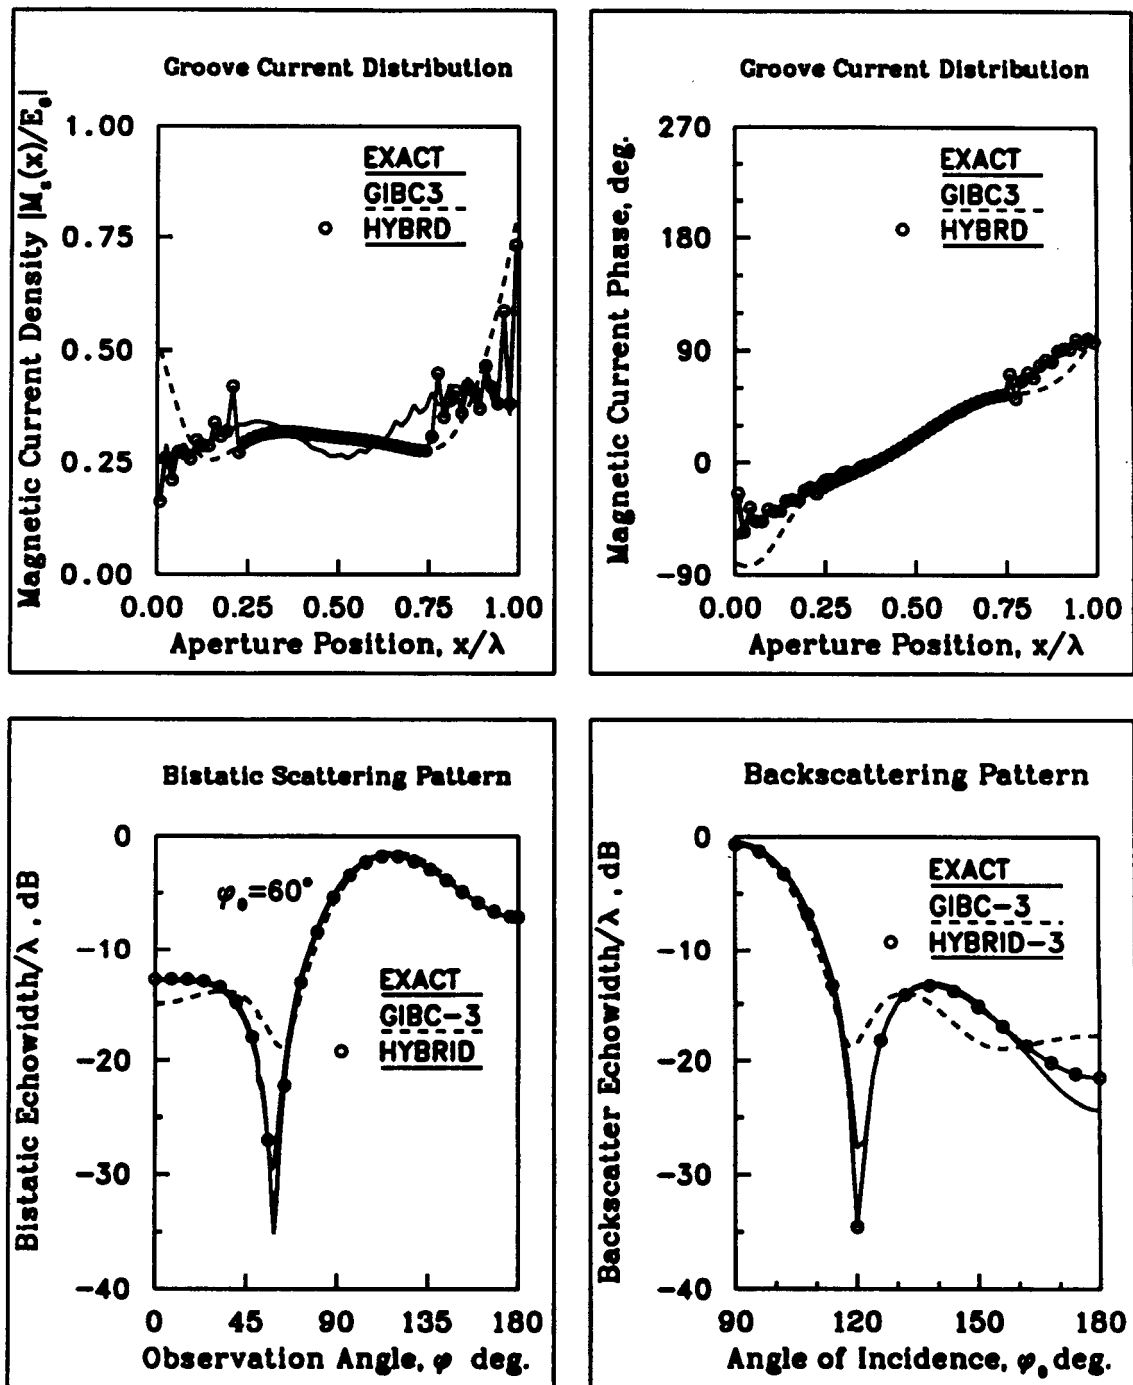 Groove Current Distribution
Magnetic Current Density |Mₛ(x)/E₀|
1.00
0.75
0.50
0.25
0.00
EXACT
GIBC3
HYBRD
0.00 0.25 0.50 0.75 1.00
Aperture Position, x/λ
Groove Current Distribution
Magnetic Current Phase, deg.
270
180
90
0
−90
EXACT
GIBC3
HYBRD
0.00 0.25 0.50 0.75 1.00
Aperture Position, x/λ
Bistatic Scattering Pattern
Bistatic Echowidth/λ , dB
0
−10
−20
−30
−40
φ₀=60°
EXACT
GIBC-3
HYBRID
0 45 90 135 180
Observation Angle, φ deg.
Backscattering Pattern
Backscatter Echowidth/λ , dB
0
−10
−20
−30
−40
EXACT
GIBC-3
HYBRID-3
90 120 150 180
Angle of Incidence, φ₀ deg.